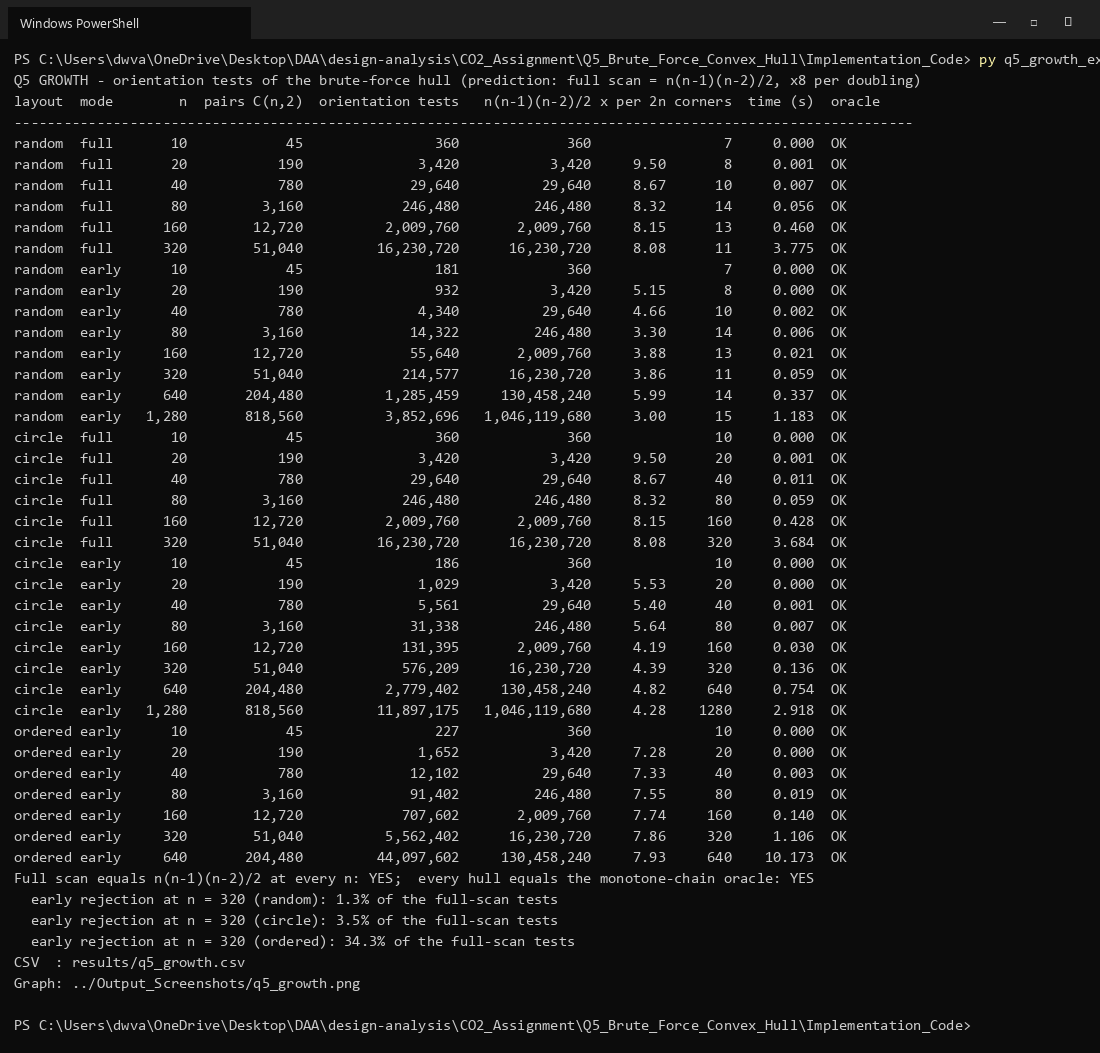 Windows PowerShell
PS C:\Users\dwva\OneDrive\Desktop\DAA\design-analysis\CO2_Assignment\Q5_Brute_Force_Convex_Hull\Implementation_Code> py q5_growth_ex
Q5 GROWTH - orientation tests of the brute-force hull (prediction: full scan = n(n-1)(n-2)/2, x8 per doubling)
layout  mode        n  pairs C(n,2)  orientation tests   n(n-1)(n-2)/2 x per 2n corners  time (s)  oracle
-------------------------------------------------------------------------------------------------------------
random  full       10            45                360             360                7     0.000  OK
random  full       20           190              3,420           3,420     9.50       8     0.001  OK
random  full       40           780             29,640          29,640     8.67      10     0.007  OK
random  full       80         3,160            246,480         246,480     8.32      14     0.056  OK
random  full      160        12,720          2,009,760       2,009,760     8.15      13     0.460  OK
random  full      320        51,040         16,230,720      16,230,720     8.08      11     3.775  OK
random  early      10            45                181             360                7     0.000  OK
random  early      20           190                932           3,420     5.15       8     0.000  OK
random  early      40           780              4,340          29,640     4.66      10     0.002  OK
random  early      80         3,160             14,322         246,480     3.30      14     0.006  OK
random  early     160        12,720             55,640       2,009,760     3.88      13     0.021  OK
random  early     320        51,040            214,577      16,230,720     3.86      11     0.059  OK
random  early     640       204,480          1,285,459     130,458,240     5.99      14     0.337  OK
random  early   1,280       818,560          3,852,696   1,046,119,680     3.00      15     1.183  OK
circle  full       10            45                360             360               10     0.000  OK
circle  full       20           190              3,420           3,420     9.50      20     0.001  OK
circle  full       40           780             29,640          29,640     8.67      40     0.011  OK
circle  full       80         3,160            246,480         246,480     8.32      80     0.059  OK
circle  full      160        12,720          2,009,760       2,009,760     8.15     160     0.428  OK
circle  full      320        51,040         16,230,720      16,230,720     8.08     320     3.684  OK
circle  early      10            45                186             360               10     0.000  OK
circle  early      20           190              1,029           3,420     5.53      20     0.000  OK
circle  early      40           780              5,561          29,640     5.40      40     0.001  OK
circle  early      80         3,160             31,338         246,480     5.64      80     0.007  OK
circle  early     160        12,720            131,395       2,009,760     4.19     160     0.030  OK
circle  early     320        51,040            576,209      16,230,720     4.39     320     0.136  OK
circle  early     640       204,480          2,779,402     130,458,240     4.82     640     0.754  OK
circle  early   1,280       818,560         11,897,175   1,046,119,680     4.28    1280     2.918  OK
ordered early      10            45                227             360               10     0.000  OK
ordered early      20           190              1,652           3,420     7.28      20     0.000  OK
ordered early      40           780             12,102          29,640     7.33      40     0.003  OK
ordered early      80         3,160             91,402         246,480     7.55      80     0.019  OK
ordered early     160        12,720            707,602       2,009,760     7.74     160     0.140  OK
ordered early     320        51,040          5,562,402      16,230,720     7.86     320     1.106  OK
ordered early     640       204,480         44,097,602     130,458,240     7.93     640    10.173  OK
Full scan equals n(n-1)(n-2)/2 at every n: YES;  every hull equals the monotone-chain oracle: YES
  early rejection at n = 320 (random): 1.3% of the full-scan tests
  early rejection at n = 320 (circle): 3.5% of the full-scan tests
  early rejection at n = 320 (ordered): 34.3% of the full-scan tests
CSV  : results/q5_growth.csv
Graph: ../Output_Screenshots/q5_growth.png
PS C:\Users\dwva\OneDrive\Desktop\DAA\design-analysis\CO2_Assignment\Q5_Brute_Force_Convex_Hull\Implementation_Code>